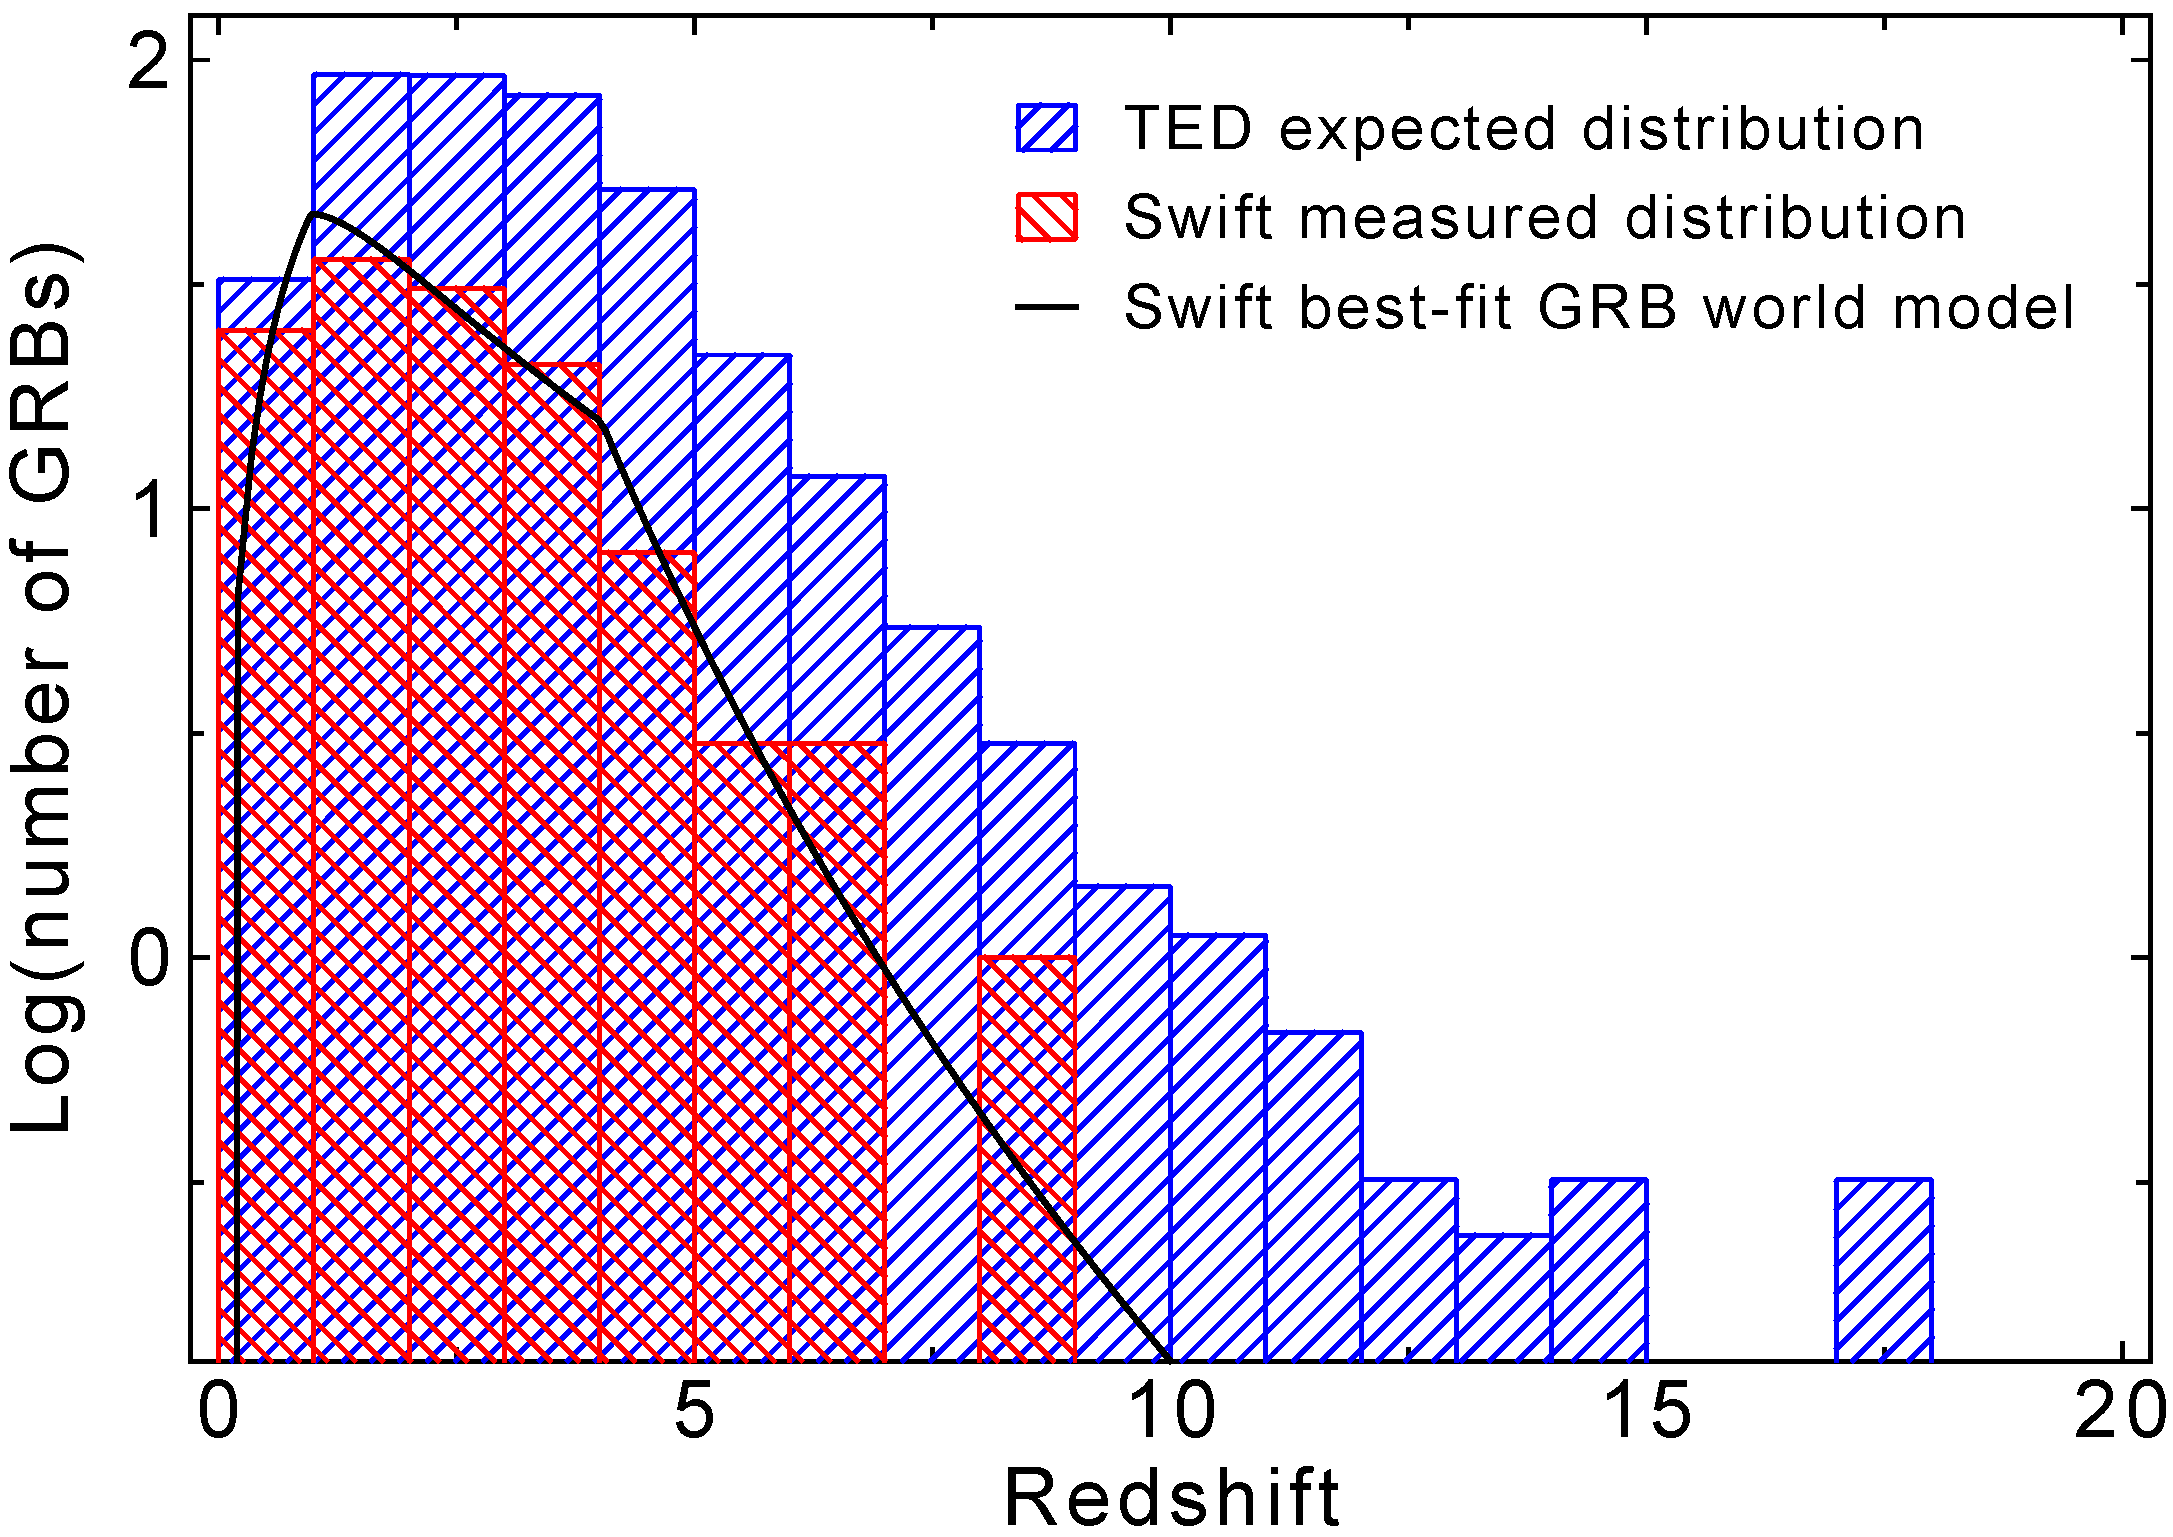 2
1
0
Log(number of GRBs)
TED expected distribution
Swift measured distribution
Swift best-fit GRB world model
0 5 10 15 20
Redshift